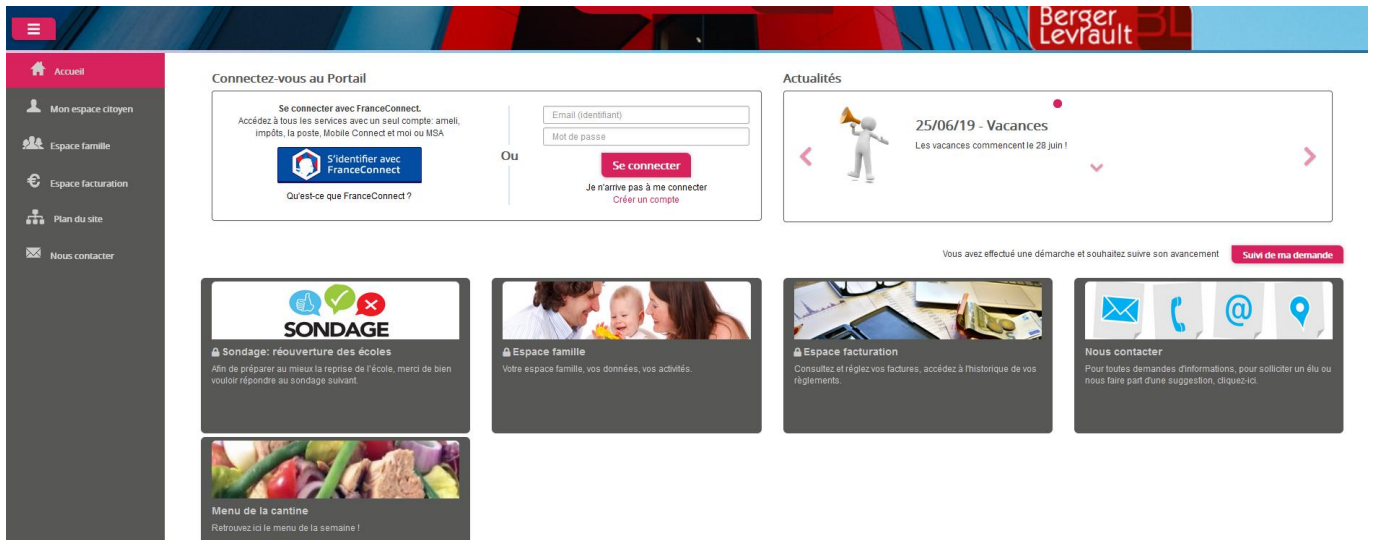 Berger
Levrault
Accueil
Mon espace citoyen
Espace famille
Espace facturation
Plan du site
Nous contacter
Connectez-vous au Portail
Se connecter avec FranceConnect.
Accédez à tous les services avec un seul compte: ameli,
impôts, la poste, Mobile Connect et moi ou MSA
S'identifier avec
FranceConnect
Qu'est-ce que FranceConnect ?
Ou
Email (identifiant)
Mot de passe
Se connecter
Je n'arrive pas à me connecter
Créer un compte
Actualités
25/06/19 - Vacances
Les vacances commencent le 28 juin !
Vous avez effectué une démarche et souhaitez suivre son avancement
Suivi de ma demande
SONDAGE
Sondage: réouverture des écoles
Afin de préparer au mieux la reprise de l'école, merci de bien
vouloir répondre au sondage suivant.
Espace famille
Votre espace famille, vos données, vos activités.
Espace facturation
Consultez et réglez vos factures, accédez à l'historique de vos
règlements.
@
Nous contacter
Pour toutes demandes d'informations, pour solliciter un élu ou
nous faire part d'une suggestion, cliquez-ici.
Menu de la cantine
Retrouvez ici le menu de la semaine !